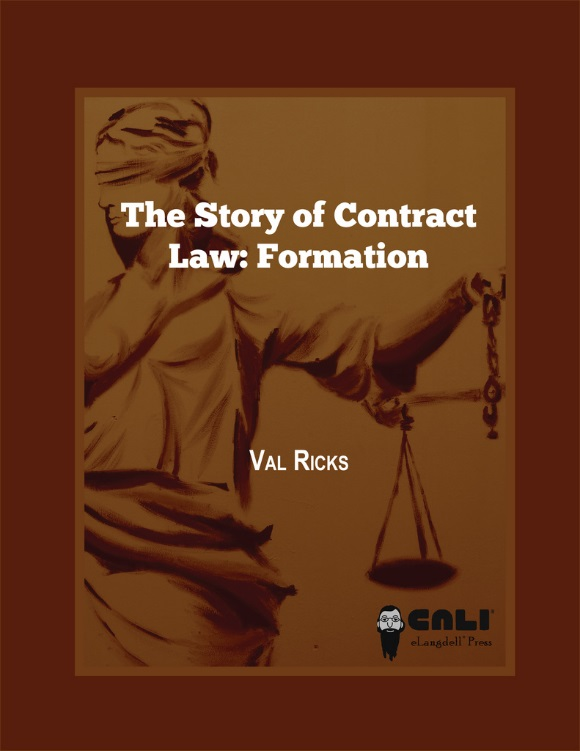 The Story of Contract
Law: Formation
Val Ricks
CALI®
eLangdell® Press